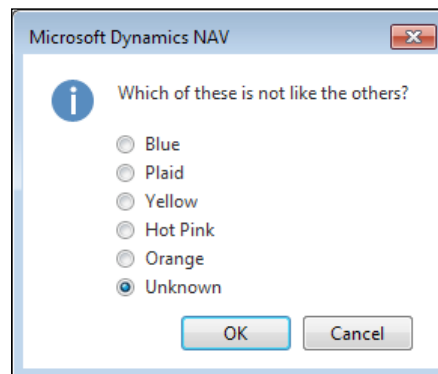 Microsoft Dynamics NAV
Which of these is not like the others?
Blue
Plaid
Yellow
Hot Pink
Orange
Unknown
OK Cancel